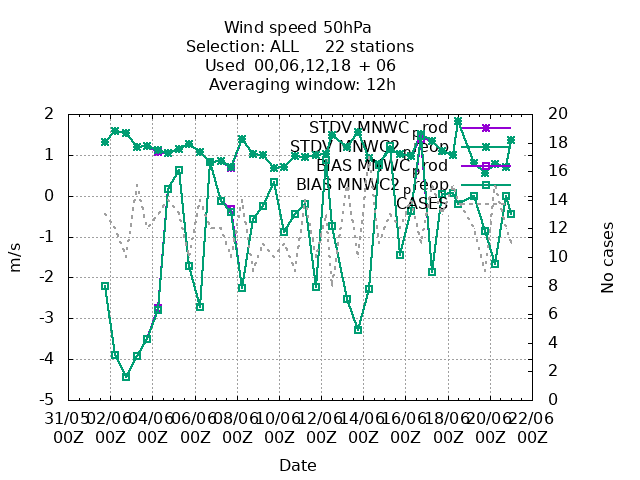 Wind speed 50hPa
Selection: ALL 22 stations
Used 00,06,12,18 + 06
Averaging window: 12h
STDV MNWC_prod
STDV MNWC2_preop
BIAS MNWC_prod
BIAS MNWC2_preop
CASES
2
1
0
-1
-2
-3
-4
-5
m/s
20
18
16
14
12
10
8
6
4
2
0
No cases
31/05 02/06 04/06 06/06 08/06 10/06 12/06 14/06 16/06 18/06 20/06 22/06
00Z 00Z 00Z 00Z 00Z 00Z 00Z 00Z 00Z 00Z 00Z 00Z
Date